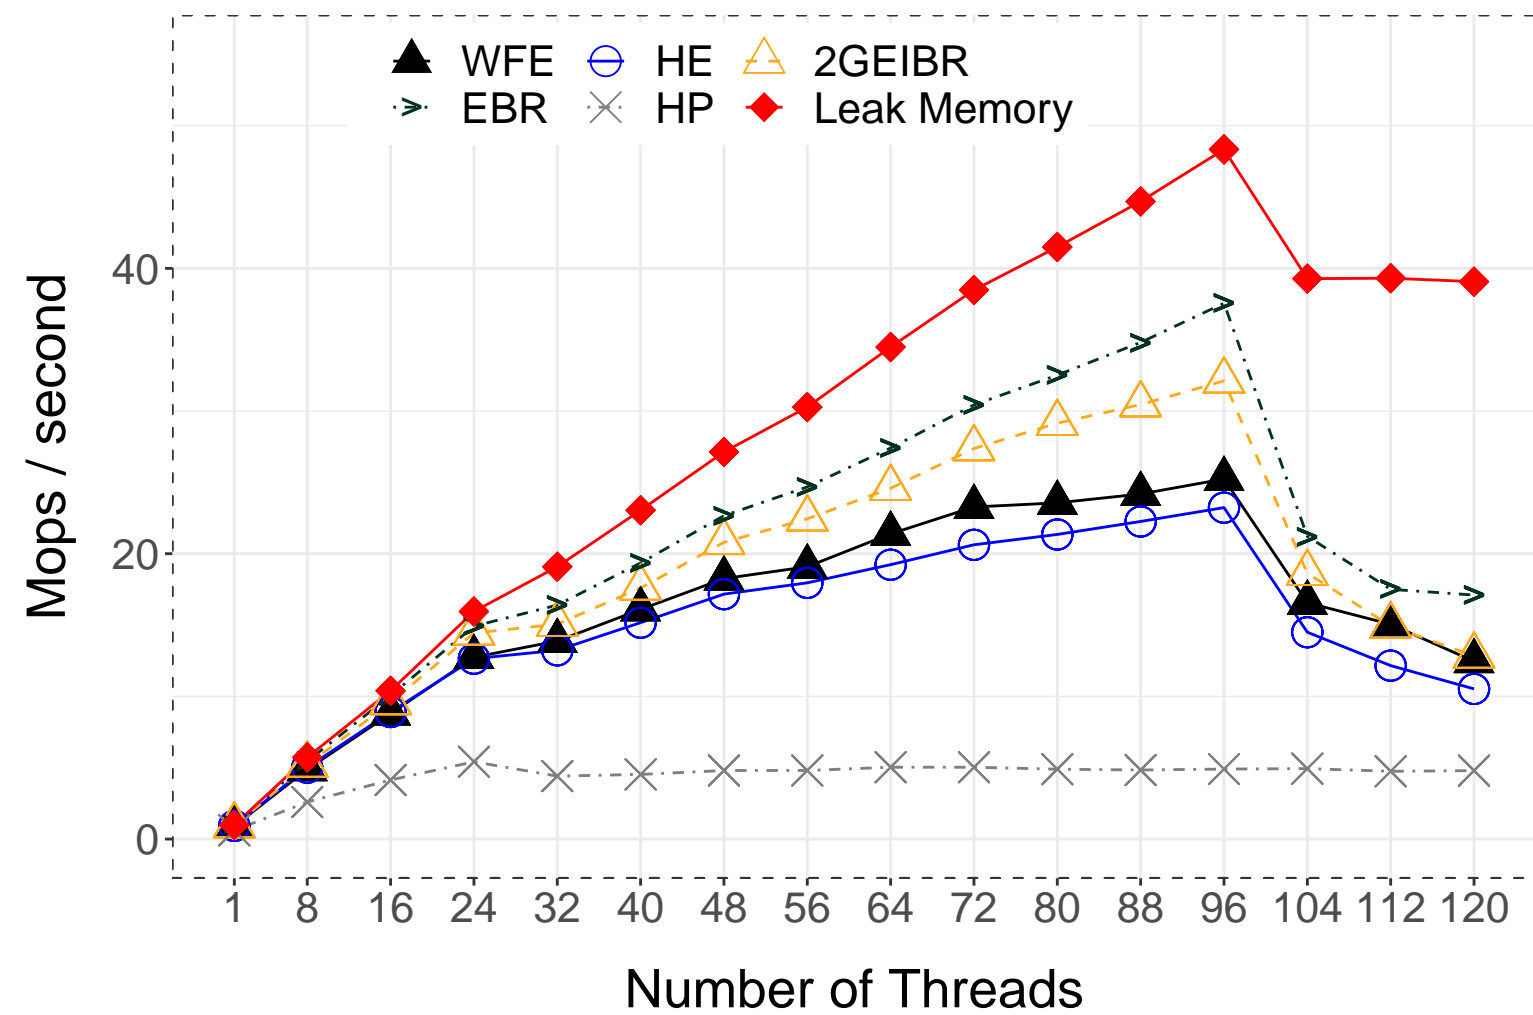 WFE HE 2GEIBR
EBR HP Leak Memory
Mops / second
40
20
0
1 8 16 24 32 40 48 56 64 72 80 88 96 104 112 120
Number of Threads